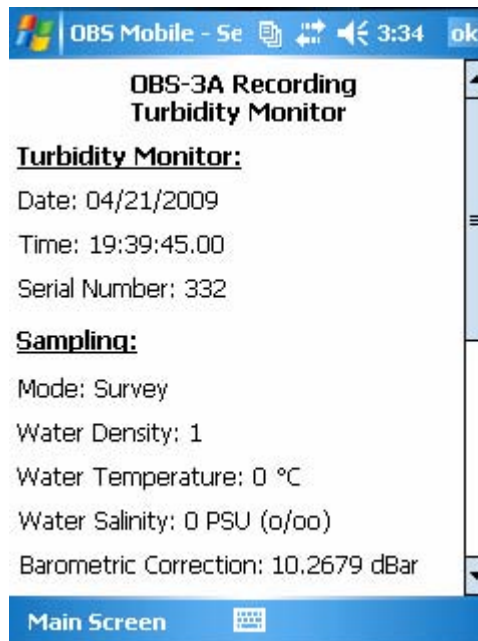 OBS Mobile - Se 3:34 ok
OBS-3A Recording
Turbidity Monitor
Turbidity Monitor:
Date: 04/21/2009
Time: 19:39:45.00
Serial Number: 332
Sampling:
Mode: Survey
Water Density: 1
Water Temperature: 0 °C
Water Salinity: 0 PSU (o/oo)
Barometric Correction: 10.2679 dBar
Main Screen